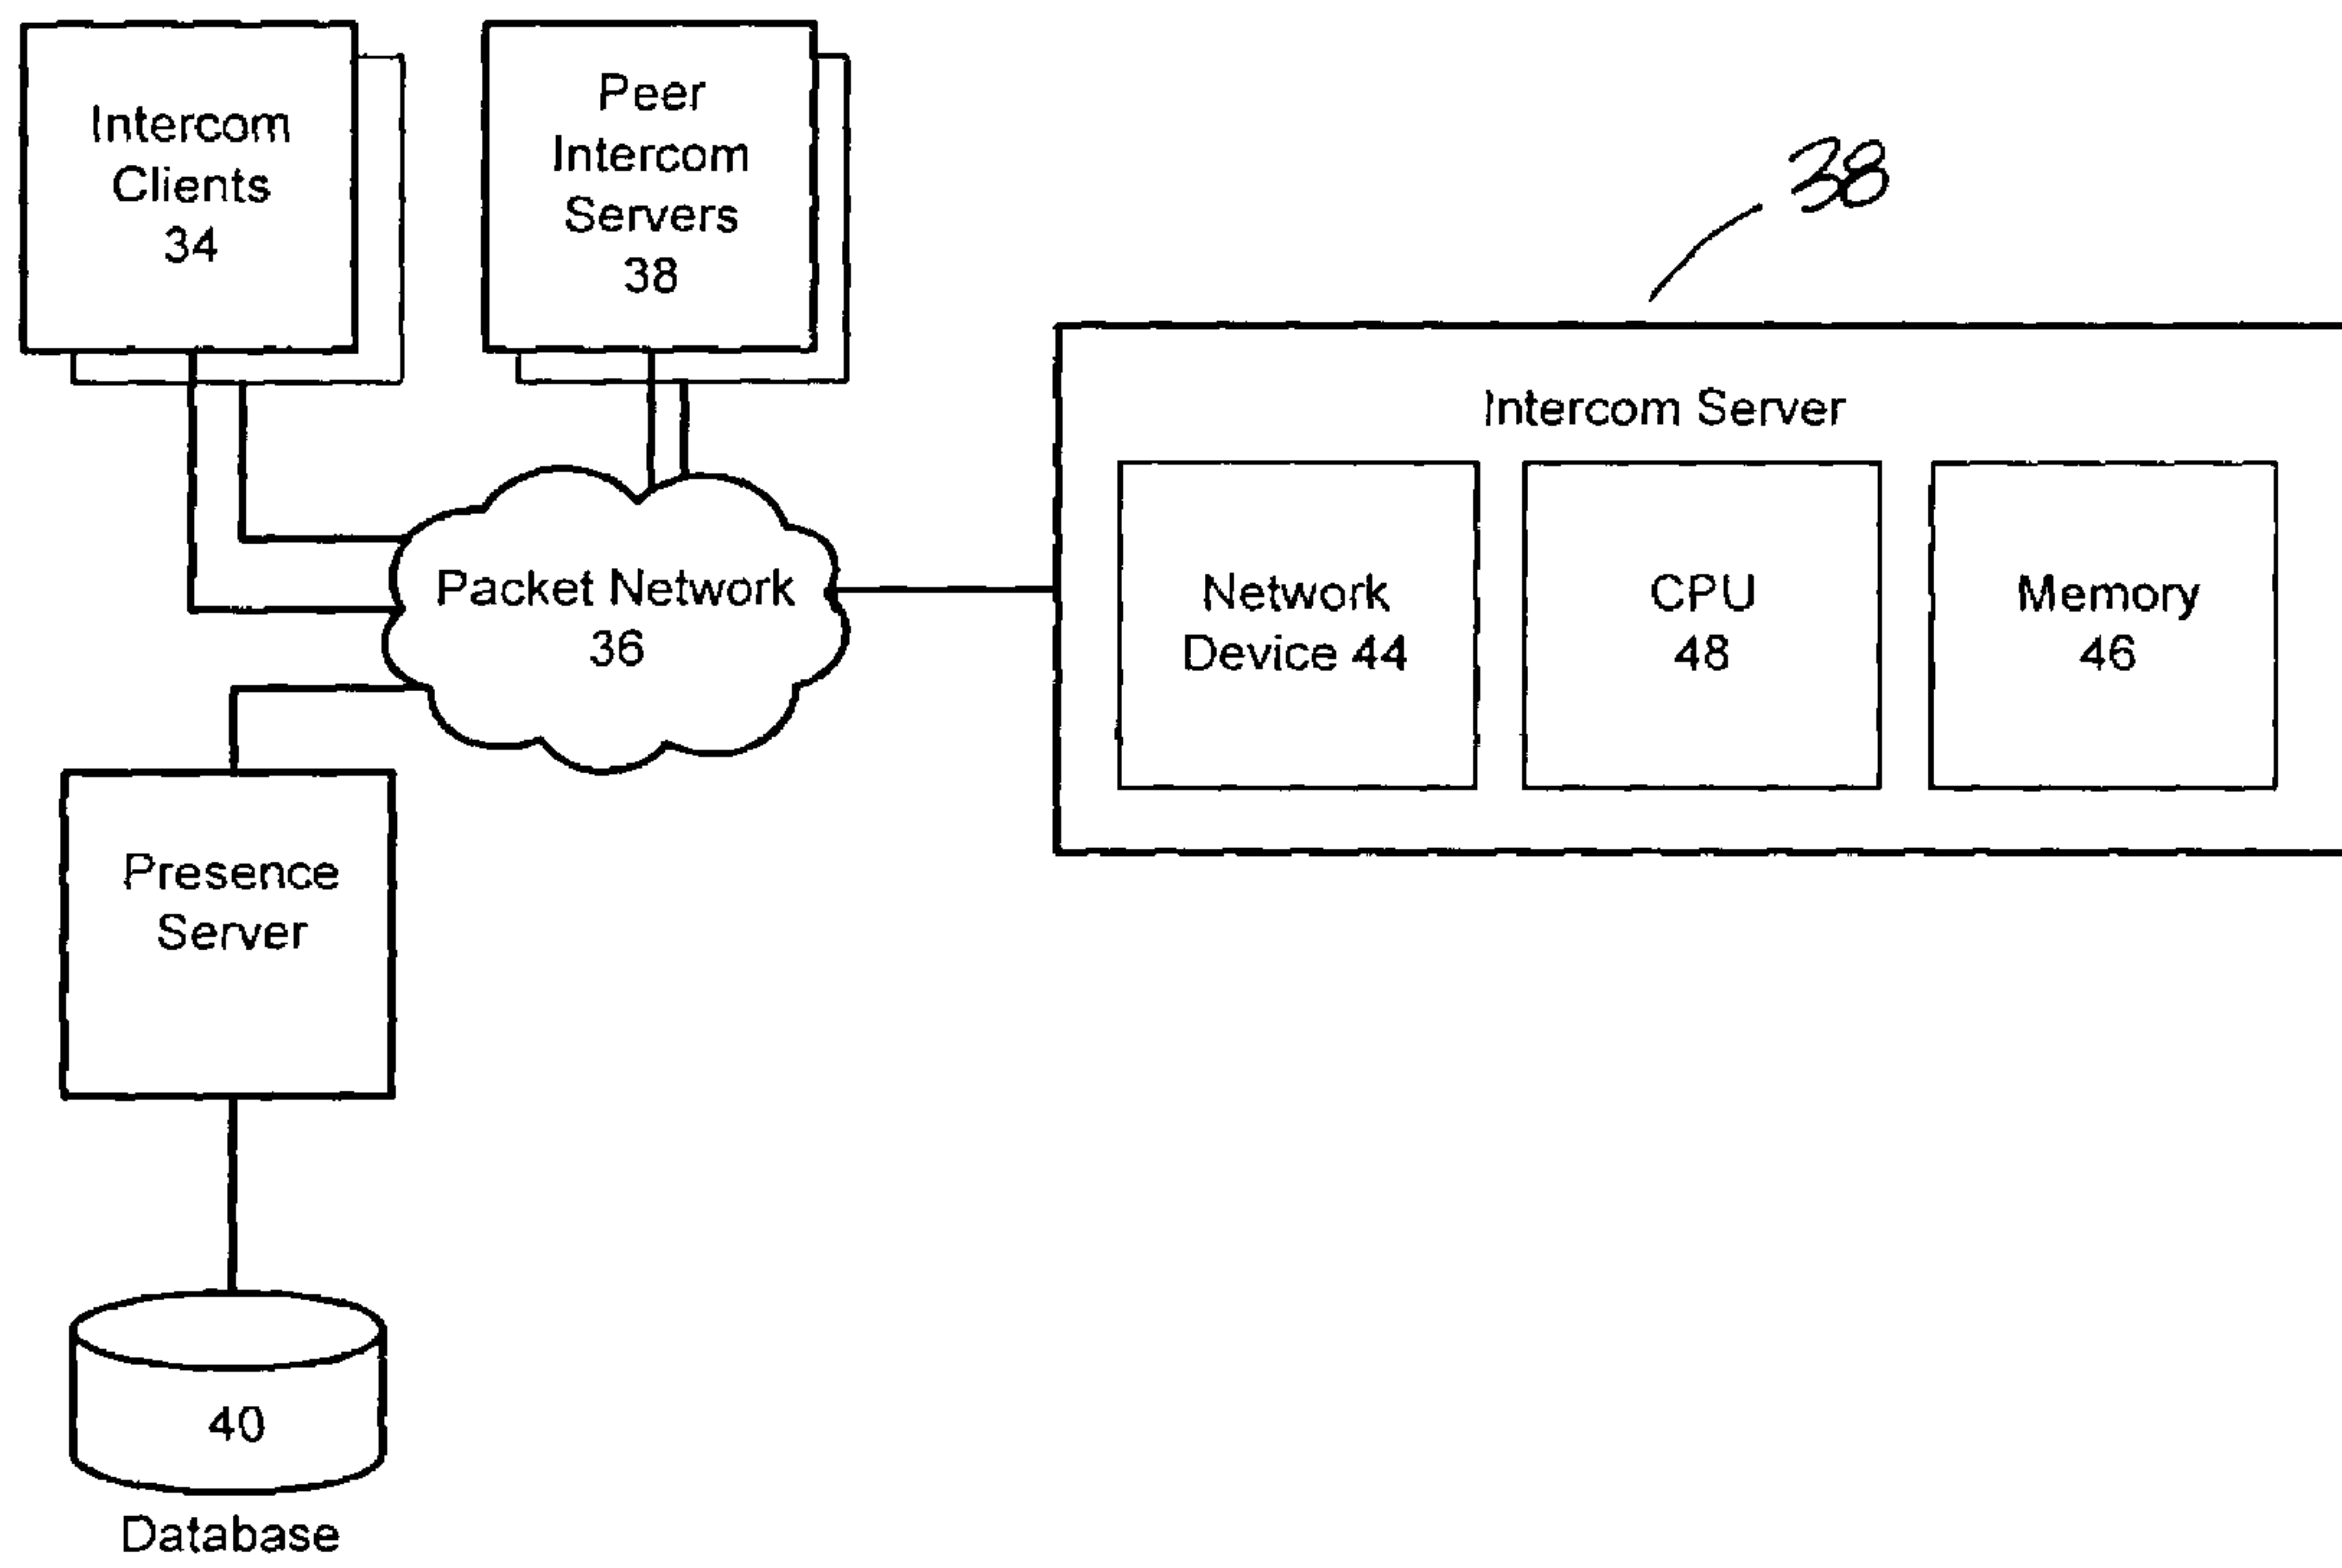 Intercom
Clients
34
Peer
Intercom
Servers
38
38
Intercom Server
Network
Device 44
CPU
48
Memory
46
Packet Network
36
Presence
Server
40
Database